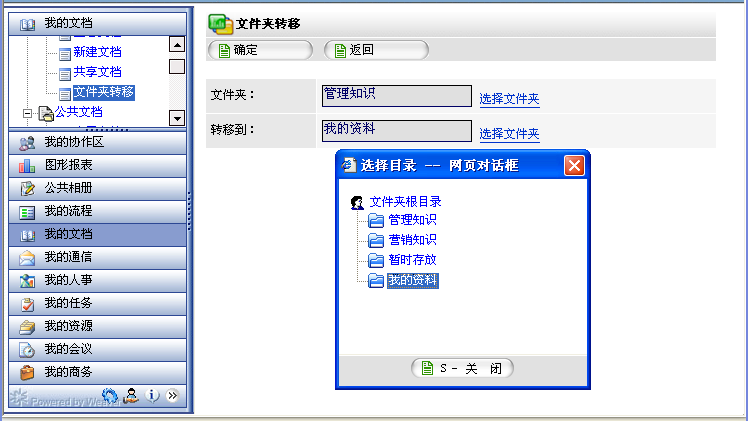 我的文档
新建文档
共享文档
文件夹转移
公共文档
我的协作区
图形报表
公共相册
我的流程
我的文档
我的通信
我的人事
我的任务
我的资源
我的会议
我的商务
文件夹转移
确定 返回
文件夹： 管理知识 选择文件夹
转移到： 我的资料 选择文件夹
选择目录 -- 网页对话框
文件夹根目录
管理知识
营销知识
暂时存放
我的资料
S - 关 闭
Powered by